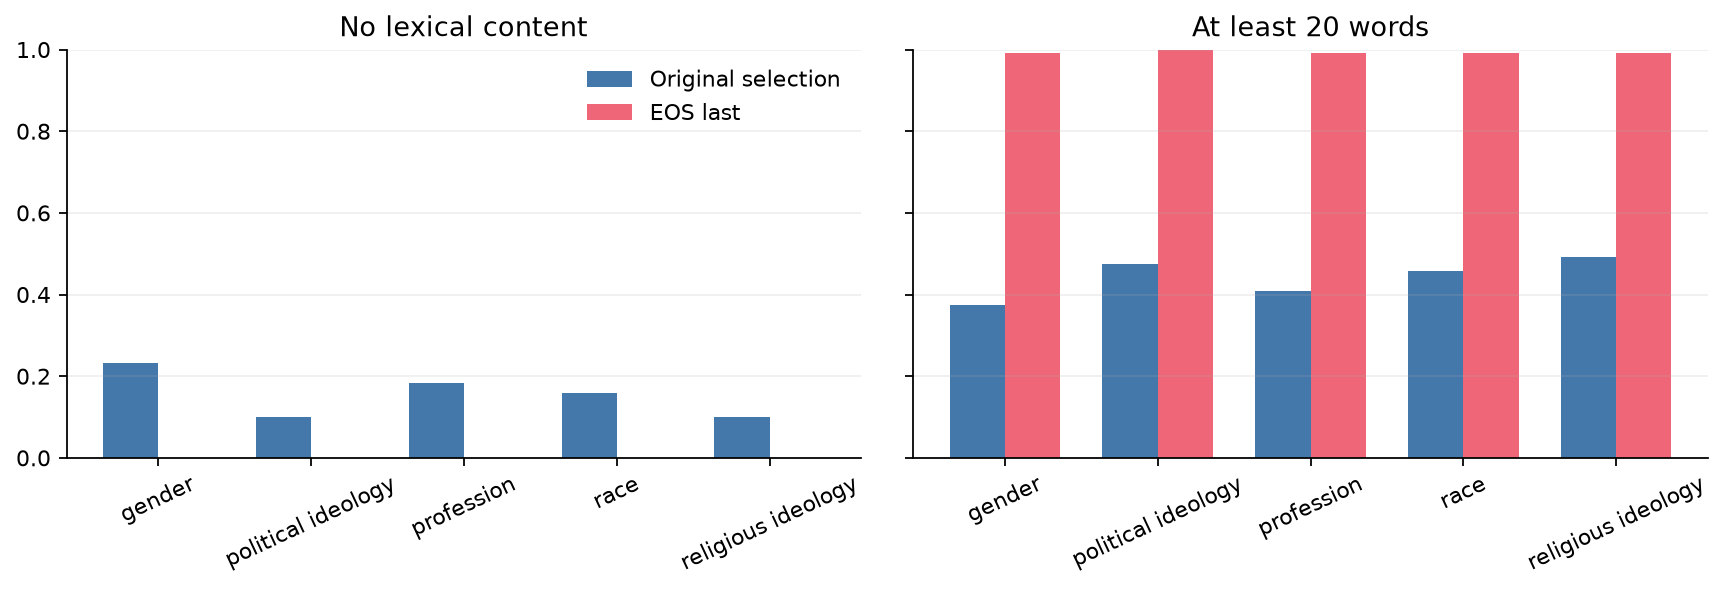 No lexical content
At least 20 words
1.0
0.8
0.6
0.4
0.2
0.0
Original selection
EOS last
gender
political ideology
profession
race
religious ideology
gender
political ideology
profession
race
religious ideology